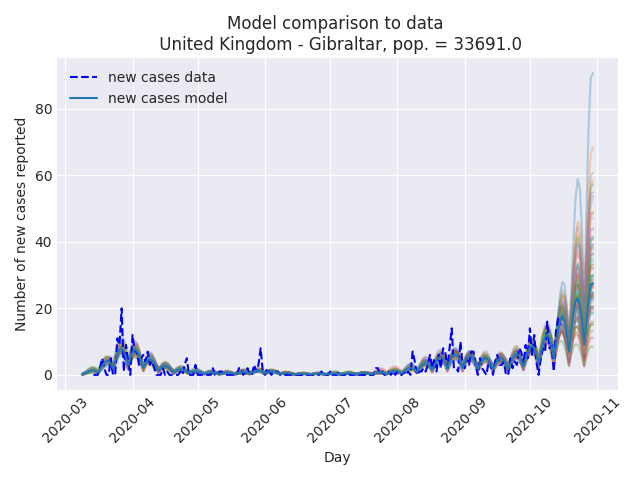 Model comparison to data
United Kingdom - Gibraltar, pop. = 33691.0
new cases data
new cases model
Number of new cases reported
80
60
40
20
0
2020-03
2020-04
2020-05
2020-06
2020-07
2020-08
2020-09
2020-10
2020-11
Day